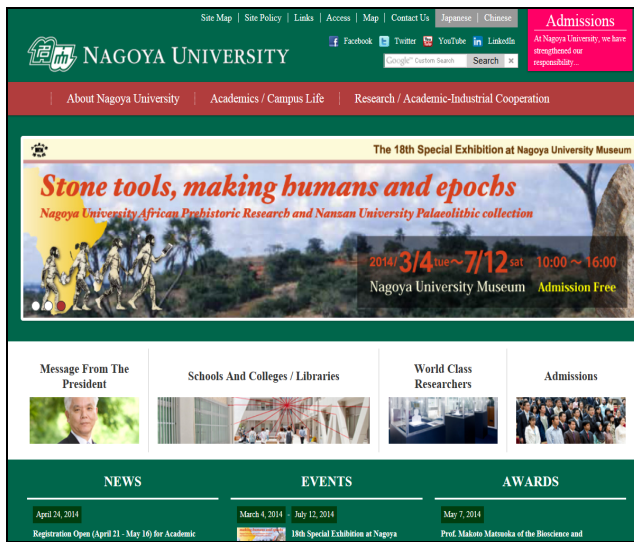 Site Map | Site Policy | Links | Access | Map | Contact Us
Japanese | Chinese
Facebook Twitter YouTube LinkedIn
Google™ Custom Search Search ×
Admissions
At Nagoya University, we have
strengthened our
responsibility...
NAGOYA UNIVERSITY
About Nagoya University | Academics / Campus Life | Research / Academic-Industrial Cooperation
The 18th Special Exhibition at Nagoya University Museum
Stone tools, making humans and epochs
Nagoya University African Prehistoric Research and Nanzan University Palaeolithic collection
2014/3/4tue～7/12sat 10:00～16:00
Nagoya University Museum Admission Free
Message From The
President
Schools And Colleges / Libraries
World Class
Researchers
Admissions
NEWS
EVENTS
AWARDS
April 24, 2014
March 4, 2014 - July 12, 2014
May 7, 2014
Registration Open (April 21 - May 16) for Academic
18th Special Exhibition at Nagoya
Prof. Makoto Matsuoka of the Bioscience and